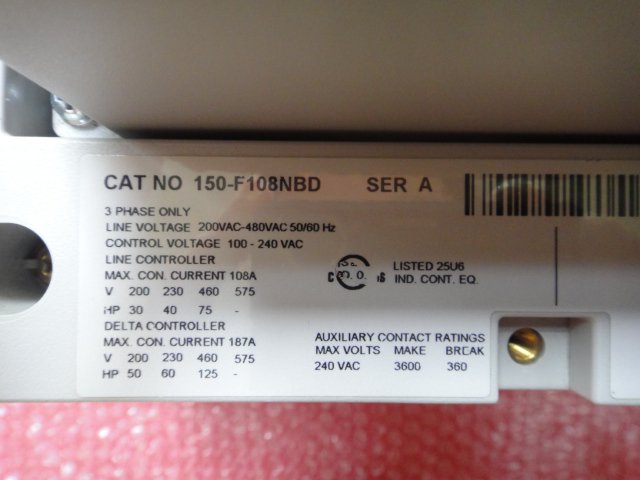 CAT NO 150-F108NBD SER A
3 PHASE ONLY
LINE VOLTAGE 200VAC-480VAC 50/60 Hz
CONTROL VOLTAGE 100 - 240 VAC
LINE CONTROLLER
MAX. CON. CURRENT 108A
V 200 230 460 575
HP 30 40 75 -
DELTA CONTROLLER
MAX. CON. CURRENT 187A
V 200 230 460 575
HP 50 60 125 -
LISTED 25U6
IND. CONT. EQ.
AUXILIARY CONTACT RATINGS
MAX VOLTS MAKE BREAK
240 VAC 3600 360